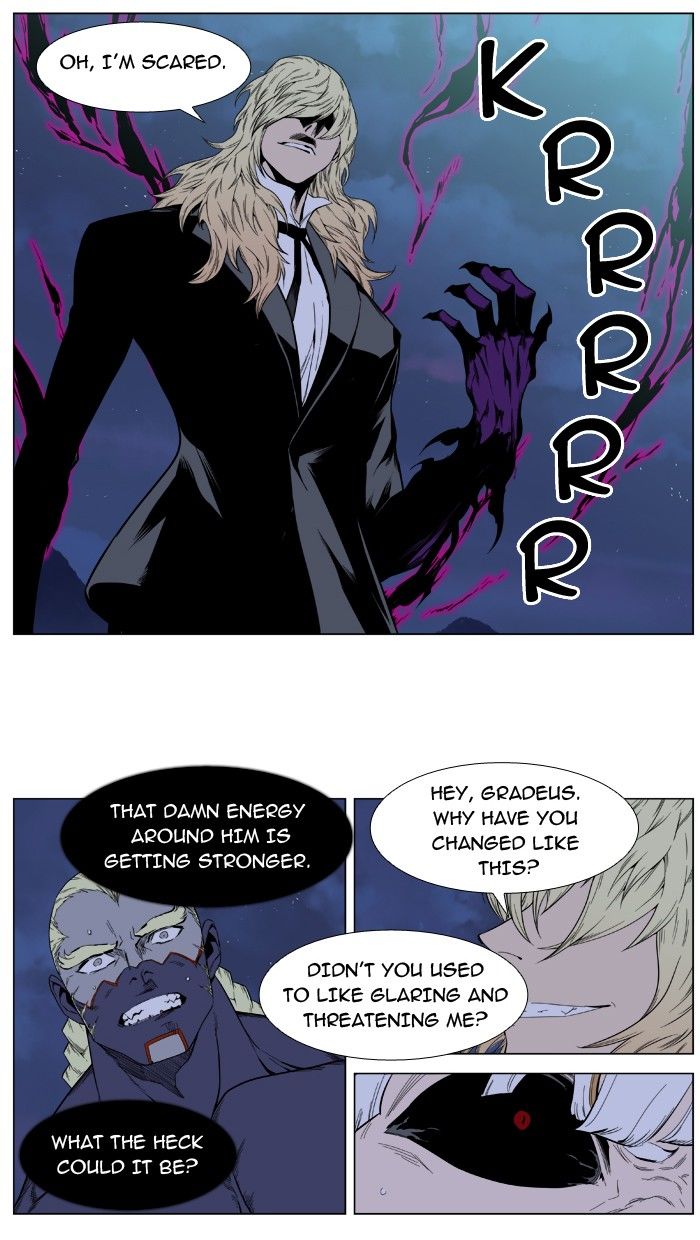 OH, I'M SCARED.
KRRRRR
THAT DAMN ENERGY
AROUND HIM IS
GETTING STRONGER.
HEY, GRADEUS.
WHY HAVE YOU
CHANGED LIKE
THIS?
DIDN'T YOU USED
TO LIKE GLARING AND
THREATENING ME?
WHAT THE HECK
COULD IT BE?